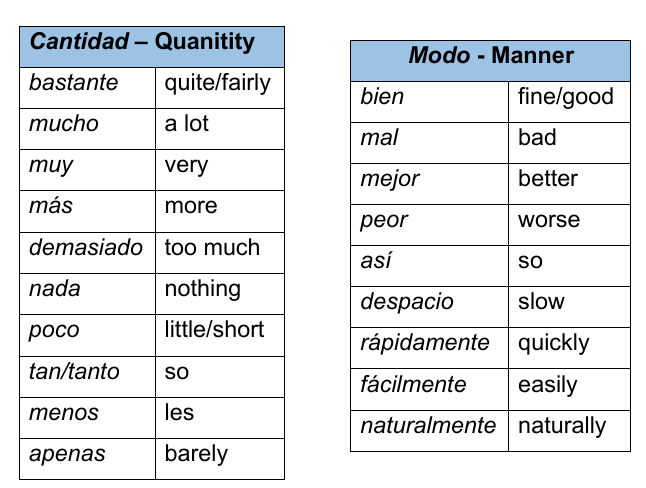 Cantidad – Quanitity
bastante quite/fairly
mucho a lot
muy very
más more
demasiado too much
nada nothing
poco little/short
tan/tanto so
menos les
apenas barely
Modo - Manner
bien fine/good
mal bad
mejor better
peor worse
así so
despacio slow
rápidamente quickly
fácilmente easily
naturalmente naturally